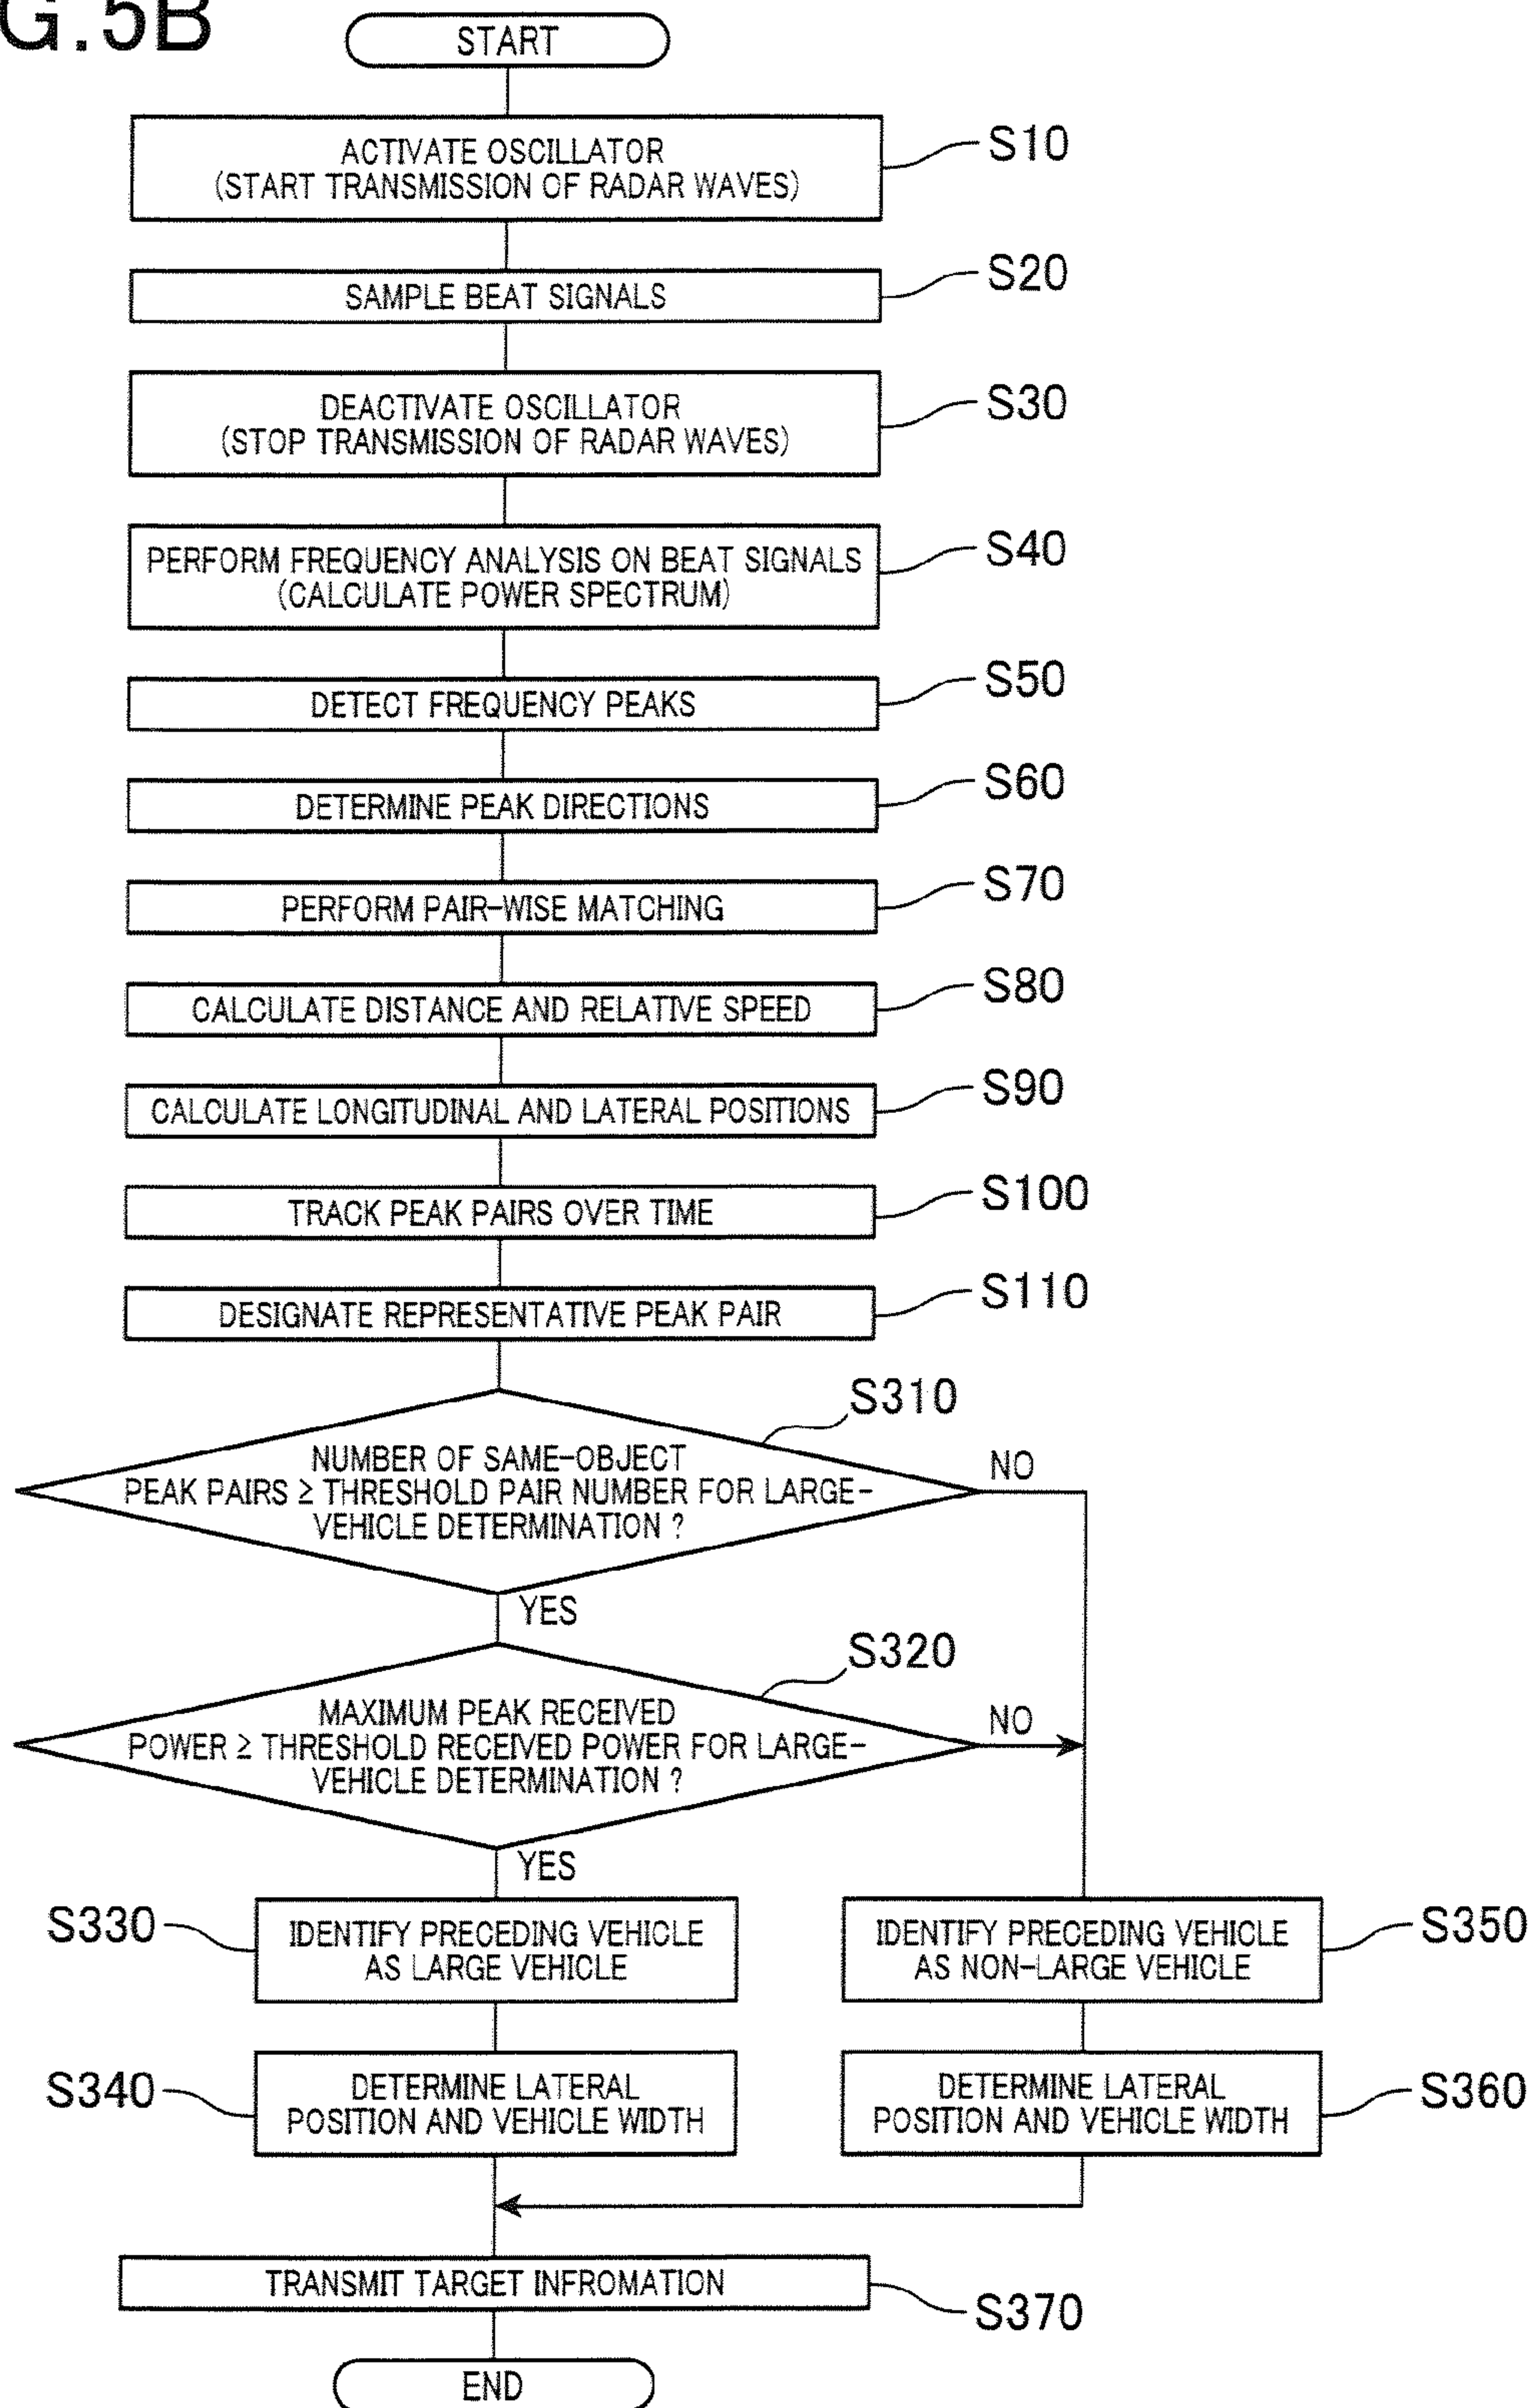 G.5B
START
ACTIVATE OSCILLATOR
(START TRANSMISSION OF RADAR WAVES)
S10
SAMPLE BEAT SIGNALS
S20
DEACTIVATE OSCILLATOR
(STOP TRANSMISSION OF RADAR WAVES)
S30
PERFORM FREQUENCY ANALYSIS ON BEAT SIGNALS
(CALCULATE POWER SPECTRUM)
S40
DETECT FREQUENCY PEAKS
S50
DETERMINE PEAK DIRECTIONS
S60
PERFORM PAIR-WISE MATCHING
S70
CALCULATE DISTANCE AND RELATIVE SPEED
S80
CALCULATE LONGITUDINAL AND LATERAL POSITIONS
S90
TRACK PEAK PAIRS OVER TIME
S100
DESIGNATE REPRESENTATIVE PEAK PAIR
S110
S310
NUMBER OF SAME-OBJECT
PEAK PAIRS ≥ THRESHOLD PAIR NUMBER FOR LARGE-
VEHICLE DETERMINATION ?
NO
YES
S320
MAXIMUM PEAK RECEIVED
POWER ≥ THRESHOLD RECEIVED POWER FOR LARGE-
VEHICLE DETERMINATION ?
NO
YES
S330
IDENTIFY PRECEDING VEHICLE
AS LARGE VEHICLE
IDENTIFY PRECEDING VEHICLE
AS NON-LARGE VEHICLE
S350
S340
DETERMINE LATERAL
POSITION AND VEHICLE WIDTH
DETERMINE LATERAL
POSITION AND VEHICLE WIDTH
S360
TRANSMIT TARGET INFROMATION
S370
END